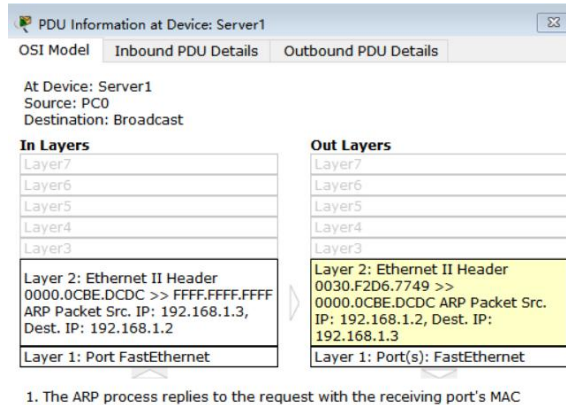 PDU Information at Device: Server1
OSI Model Inbound PDU Details Outbound PDU Details
At Device: Server1
Source: PC0
Destination: Broadcast
In Layers
Layer7
Layer6
Layer5
Layer4
Layer3
Layer 2: Ethernet II Header
0000.0CBE.DCDC >> FFFF.FFFF.FFFF
ARP Packet Src. IP: 192.168.1.3,
Dest. IP: 192.168.1.2
Layer 1: Port FastEthernet
Out Layers
Layer7
Layer6
Layer5
Layer4
Layer3
Layer 2: Ethernet II Header
0030.F2D6.7749 >>
0000.0CBE.DCDC ARP Packet Src.
IP: 192.168.1.2, Dest. IP:
192.168.1.3
Layer 1: Port(s): FastEthernet
1. The ARP process replies to the request with the receiving port's MAC